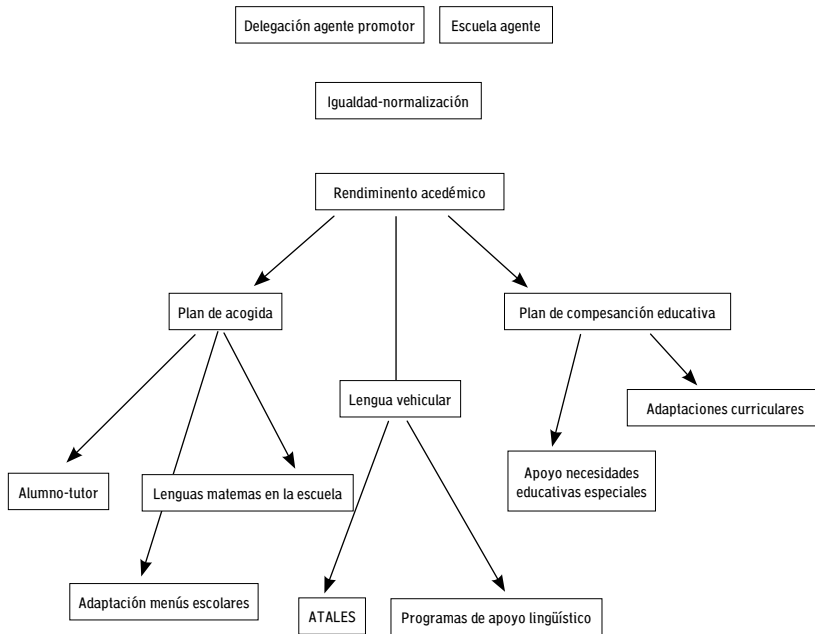 Delegación agente promotor
Escuela agente
Igualdad-normalización
Rendiminento acedémico
Plan de acogida
Plan de compesanción educativa
Lengua vehicular
Adaptaciones curriculares
Alumno-tutor
Lenguas matemas en la escuela
Apoyo necesidades
educativas especiales
Adaptación menús escolares
ATALES
Programas de apoyo lingüístico